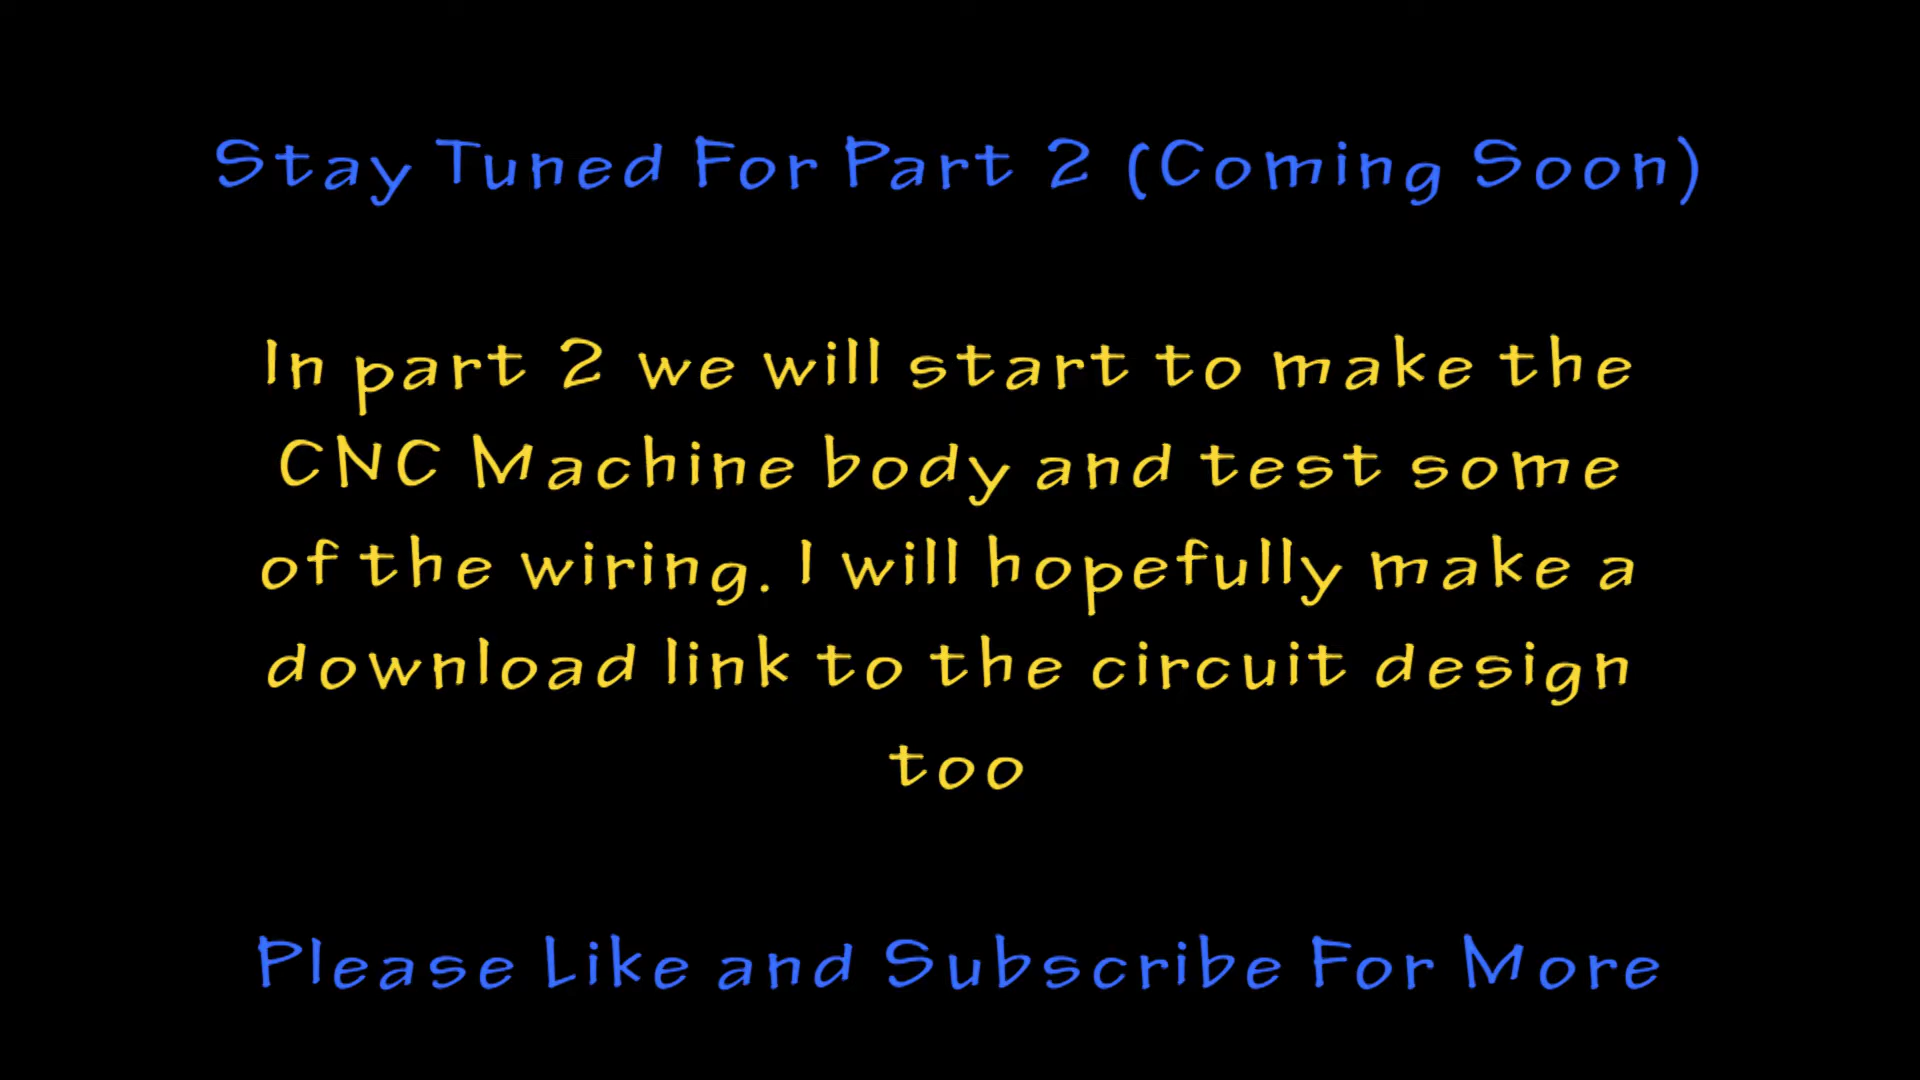 Stay Tuned For Part 2 (Coming Soon)
In part 2 we will start to make the
CNC Machine body and test some
of the wiring. I will hopefully make a
download link to the circuit design
too
Please Like and Subscribe For More